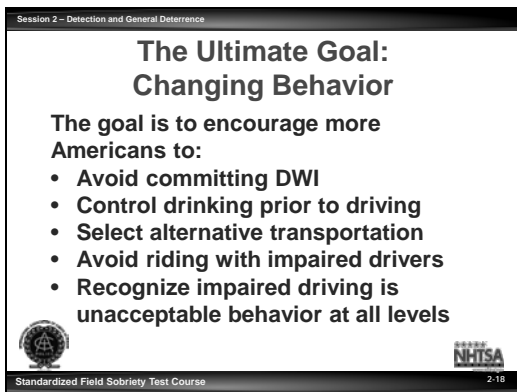 Session 2 – Detection and General Deterrence
The Ultimate Goal:
Changing Behavior
The goal is to encourage more
Americans to:
• Avoid committing DWI
• Control drinking prior to driving
• Select alternative transportation
• Avoid riding with impaired drivers
• Recognize impaired driving is
unacceptable behavior at all levels
NHTSA
Standardized Field Sobriety Test Course
2-18